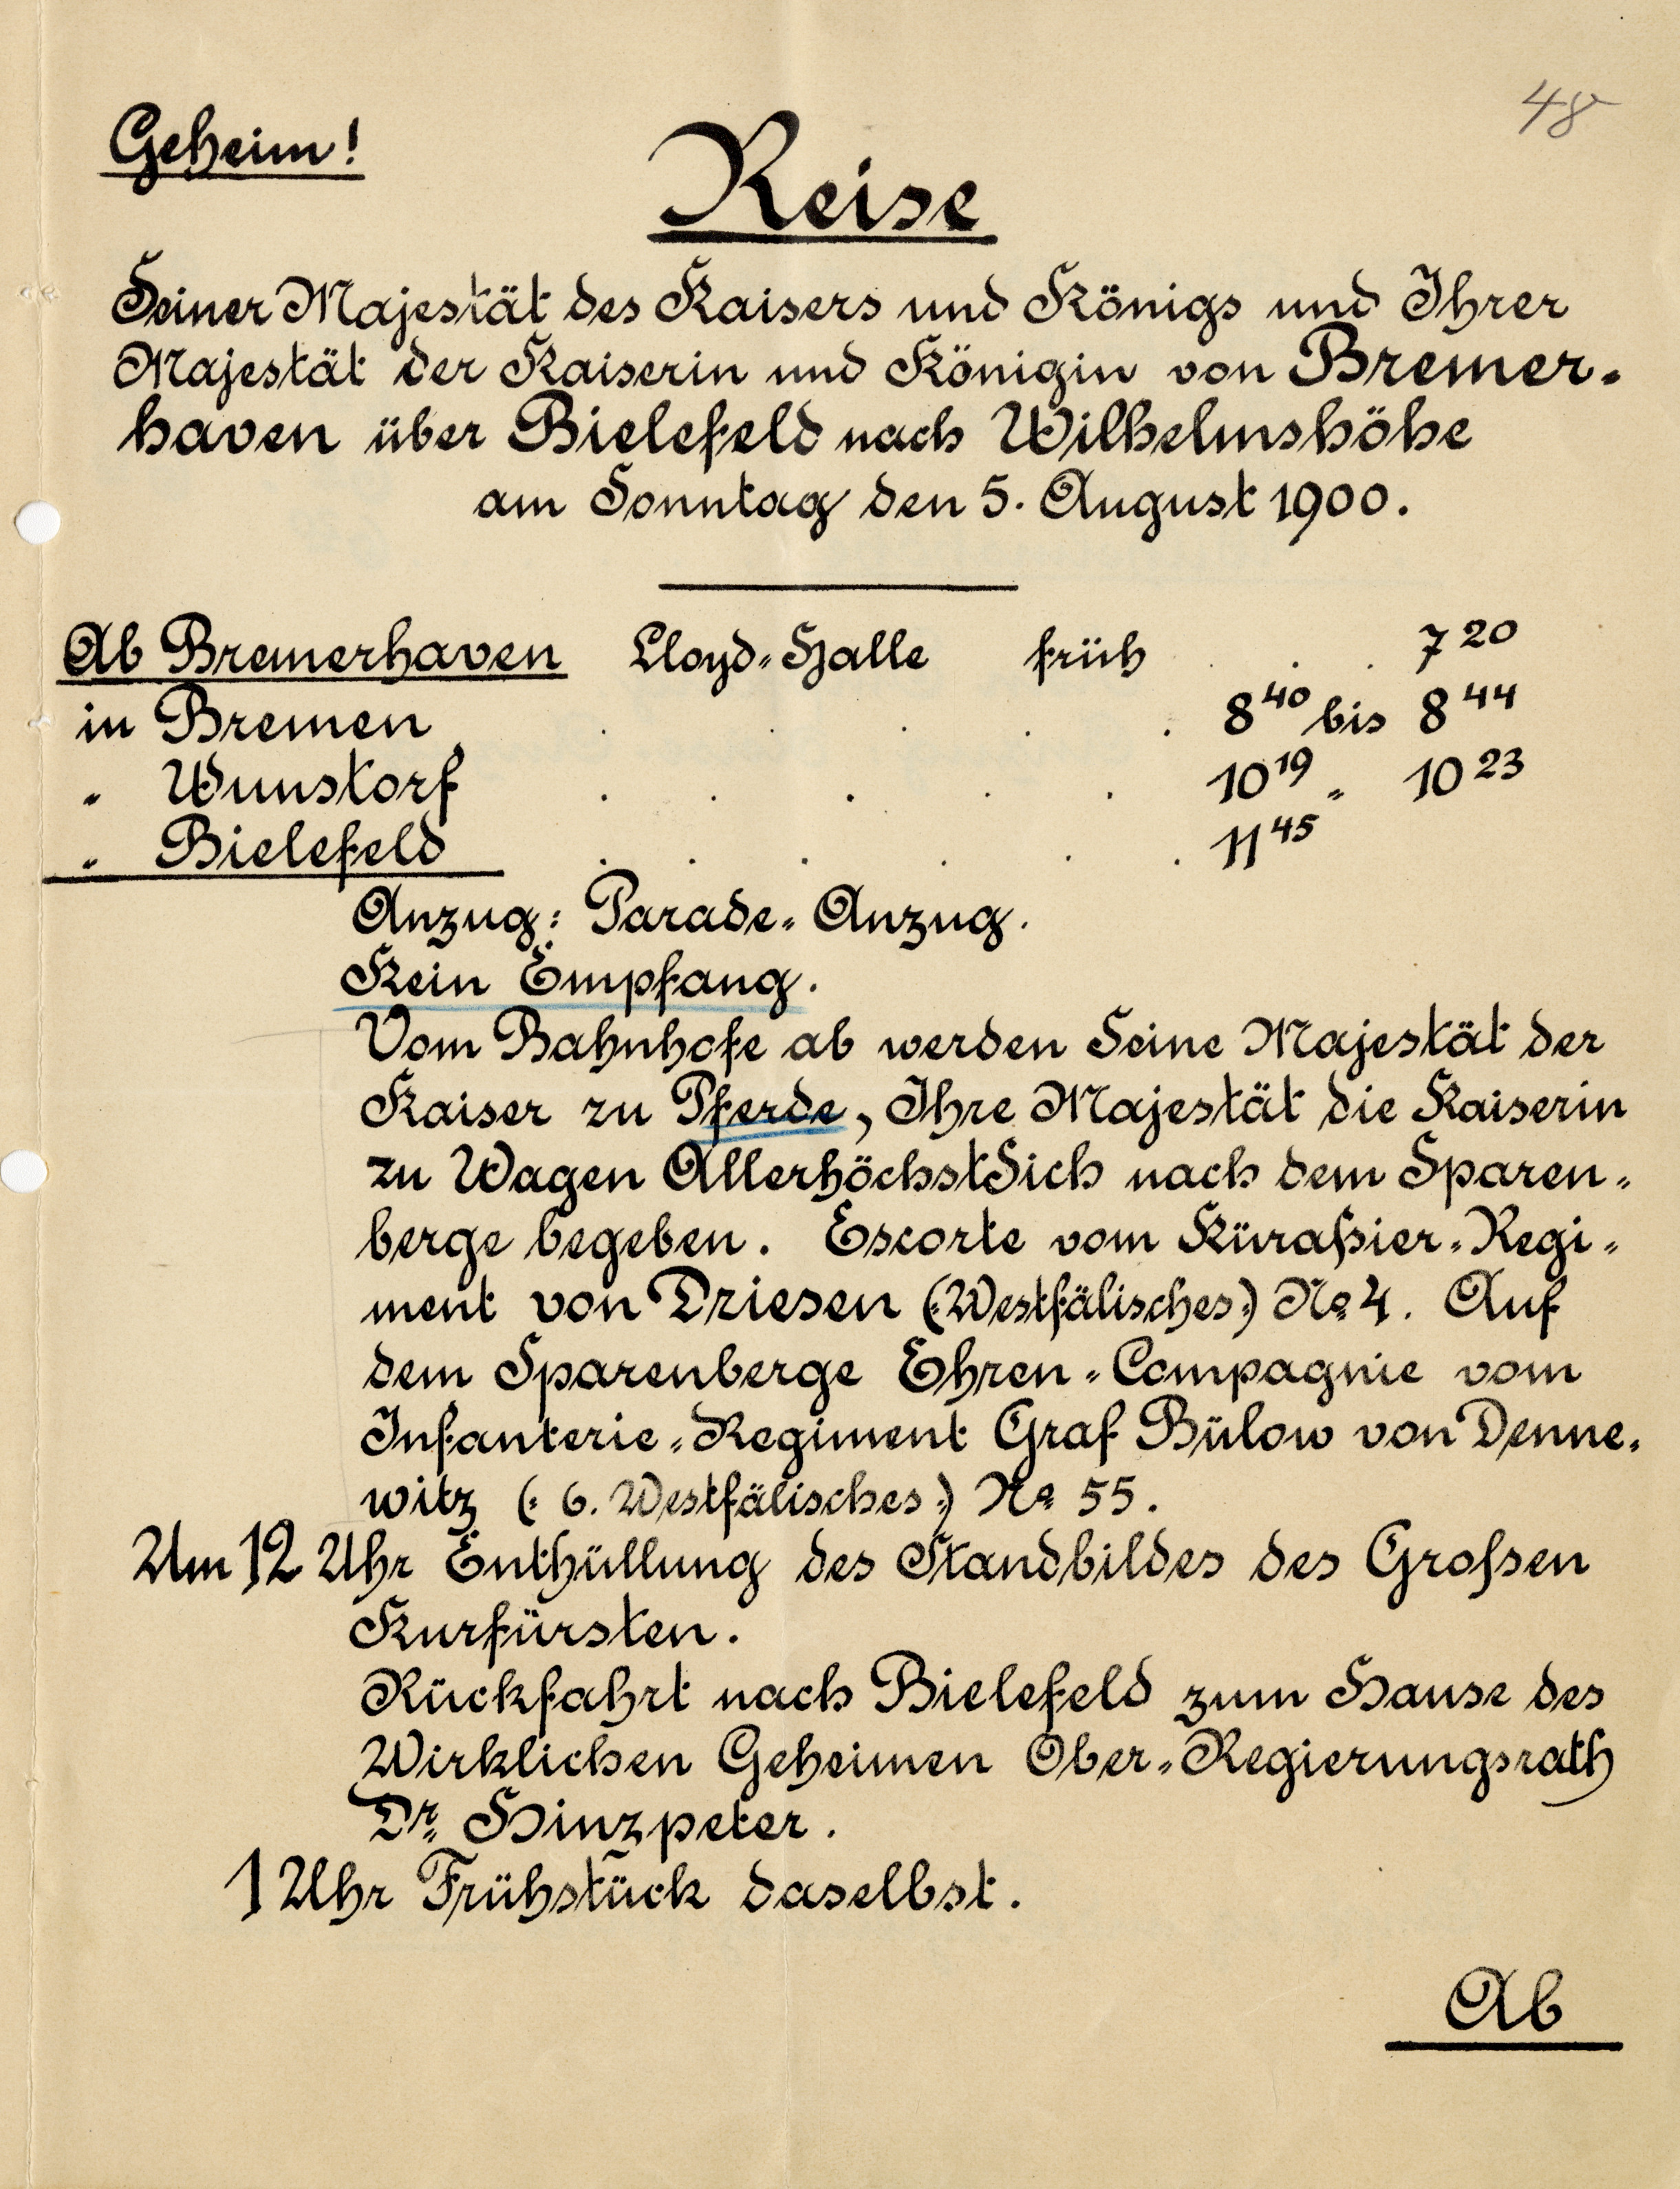 48
Geheim!
Reise
Seiner Majestät des Kaisers und Königs und Ihrer
Majestät der Kaiserin und Königin von Bremer-
haven über Bielefeld nach Wilhelmshöhe
am Sonntag den 5. August 1900.
Ab Bremerhaven Lloyd-Halle früh . . . 7 20
in Bremen . . . . . 8 40 bis 8 44
" Wunstorf . . . . . 10 19 " 10 23
" Bielefeld . . . . . . 11 45
Anzug: Parade-Anzug.
Kein Empfang.
Vom Bahnhofe ab werden Seine Majestät der
Kaiser zu Pferde, Ihre Majestät die Kaiserin
zu Wagen AllerhöchstSich nach dem Sparen-
berge begeben. Escorte vom Küraßier-Regi-
ment von Driesen (:Westfälisches:) No 4. Auf
dem Sparenberge Ehren-Compagnie vom
Infanterie-Regiment Graf Bülow von Denne-
witz (: 6. Westfälisches:) No 55.
Um 12 Uhr Enthüllung des Standbildes des Großen
Kurfürsten.
Rückfahrt nach Bielefeld zum Hause des
Wirklichen Geheimen Ober-Regierungsrath
Dr. Hinzpeter.
1 Uhr Frühstück daselbst.
Ab